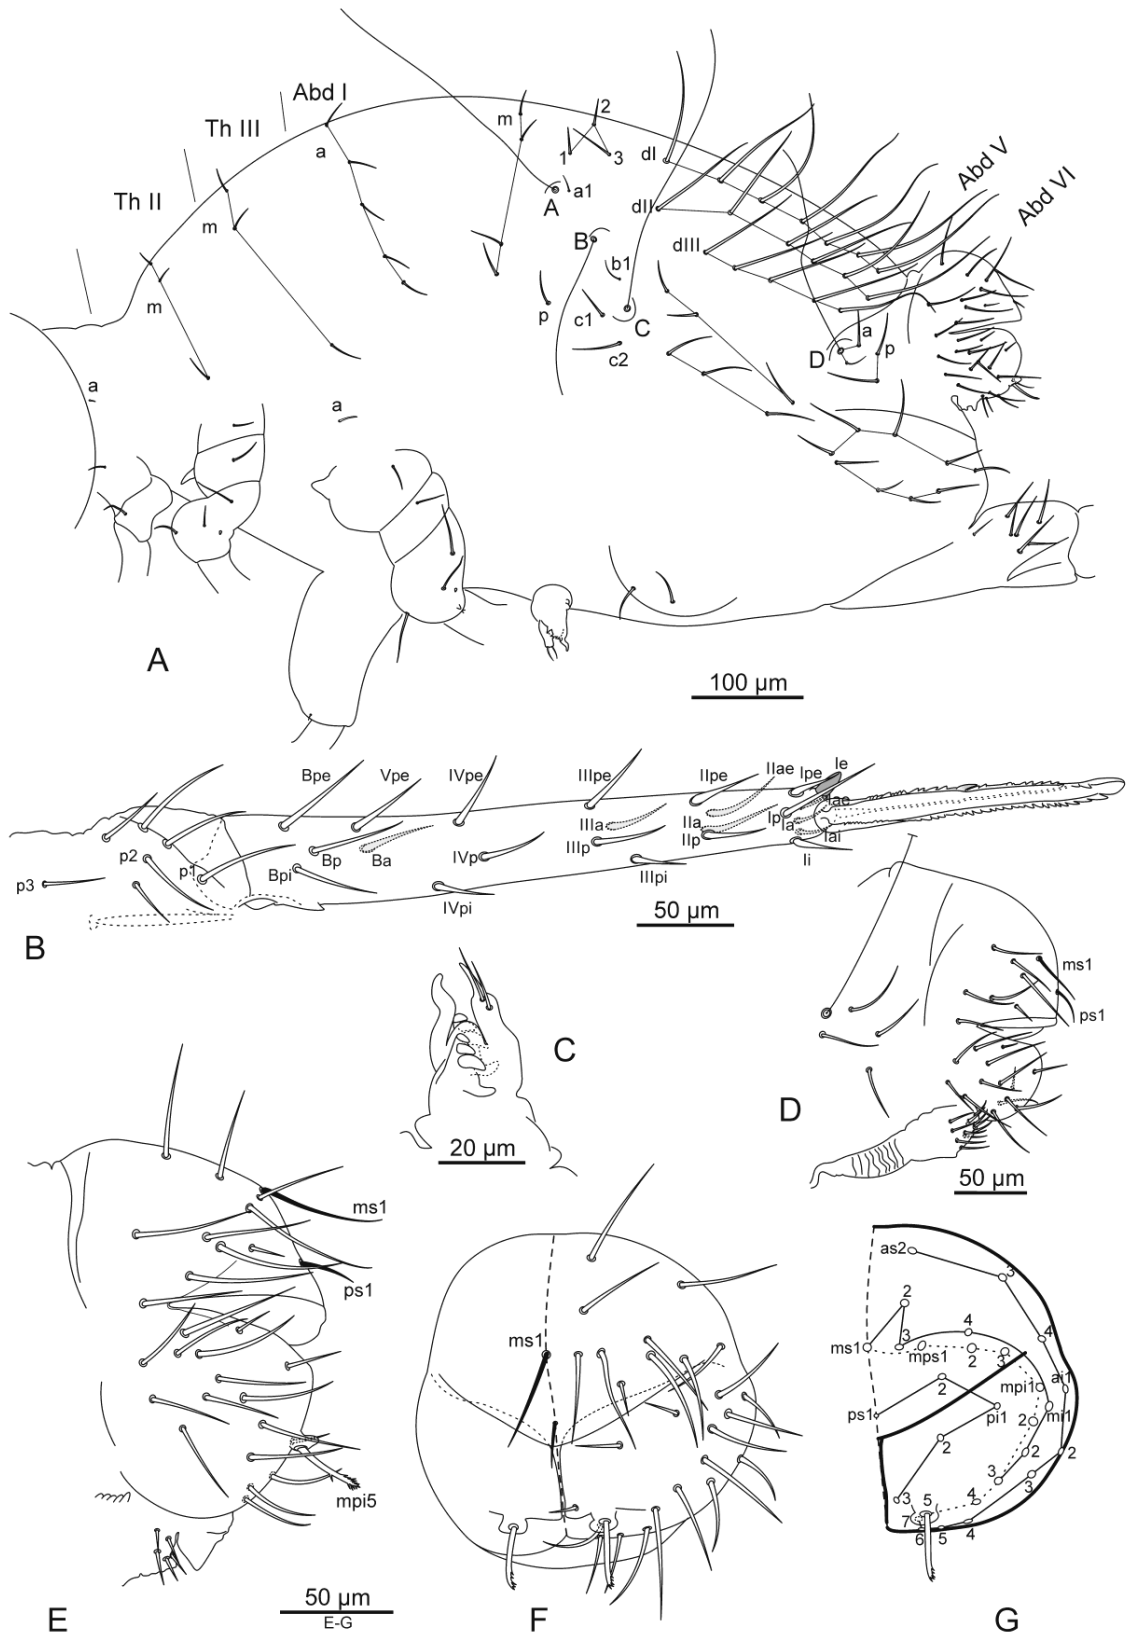 Abd I
Th III
Th II
m
2
a
m
1
3
dI
a1
A
dII
B
dIII
b1
m
p
c1
C
c2
D
a
p
Abd V
Abd VI
a
a
A
100 µm
Bpe
Vpe
IVpe
IIIpe
IIpe
IIae
Ipe
Ie
Iae
IIIa
IIa
Ip
Ia
Iai
p2
p1
Bp
Ba
IVp
IIIp
IIp
Ii
p3
Bpi
IVpi
IIIpi
50 µm
B
C
20 µm
ms1
ps1
D
50 µm
ms1
ps1
mpi5
E
50 µm
E-G
ms1
F
as2
3
2
4
4
ms1
3
mps1
2
3
ai1
mpi1
2
ps1
pi1
mi1
2
2
2
2
3
3
3
4
5
7
6
5
4
G